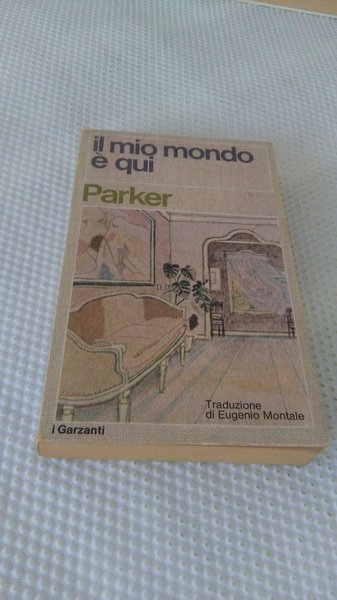 il mio mondo
è qui
Parker
Traduzione
di Eugenio Montale
i Garzanti